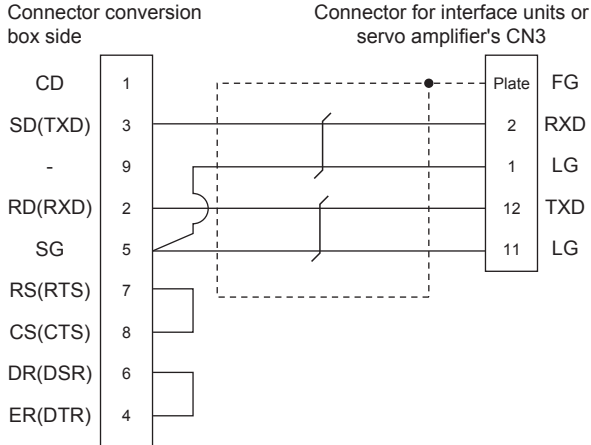 Connector conversion box side
Connector for interface units or servo amplifier's CN3
CD 1 Plate FG
SD(TXD) 3 2 RXD
- 9 1 LG
RD(RXD) 2 12 TXD
SG 5 11 LG
RS(RTS) 7
CS(CTS) 8
DR(DSR) 6
ER(DTR) 4